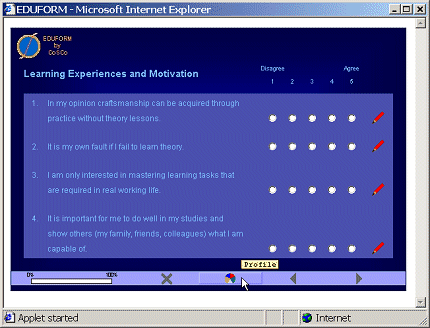 EDUFORM - Microsoft Internet Explorer
EDUFORM
by
CoSCo
Learning Experiences and Motivation
Disagree Agree
1 2 3 4 5
1. In my opinion craftsmanship can be acquired through
practice without theory lessons.
2. It is my own fault if I fail to learn theory.
3. I am only interested in mastering learning tasks that
are required in real working life.
4. It is important for me to do well in my studies and
show others (my family, friends, colleagues) what I am
capable of.
Profile
0% 100%
Applet started Internet